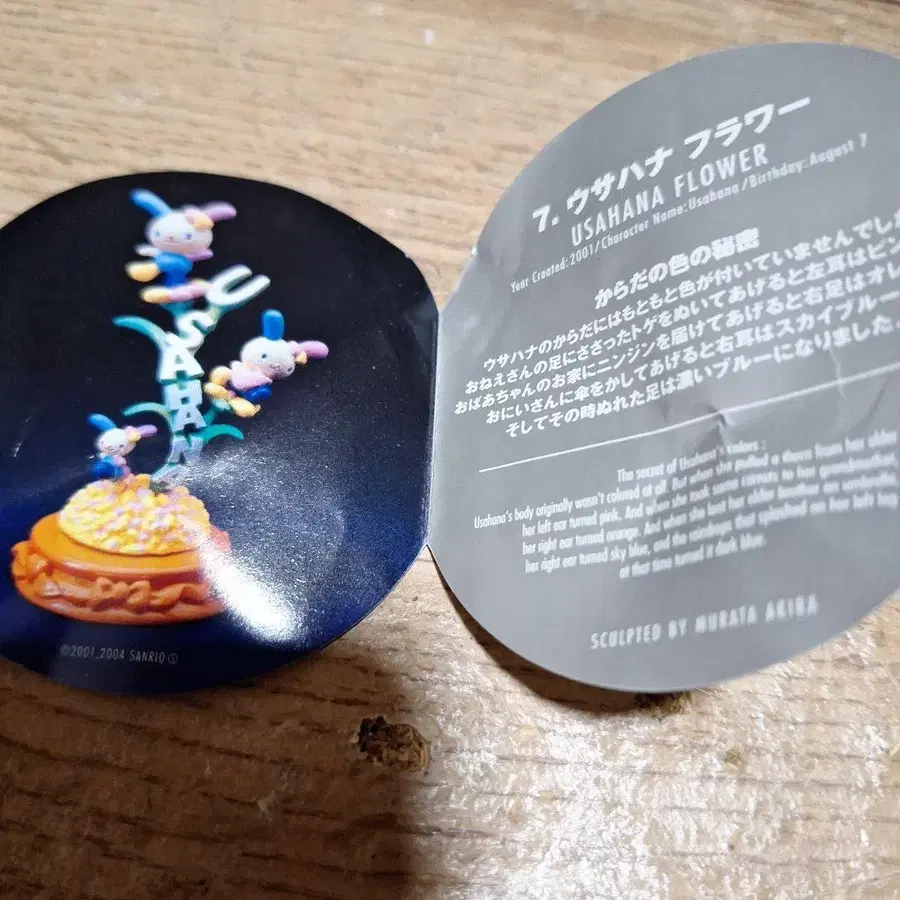 USAHANA
©2001,2004 SANRIO
7. ウサハナ フラワー
USAHANA FLOWER
Year Created:2001/Character Name:Usahana/Birthday:August 7
からだの色の秘密
ウサハナのからだにはもともと色が付いていませんでした
おねえさんの足にささったトゲをぬいてあげると左耳はピン
おばあちゃんのお家にニンジンを届けてあげると右足はオレ
おにいさんに傘をかしてあげると右耳はスカイブルー
そしてその時ぬれた足は濃いブルーになりました。
The secret of Usahana's colors :
Usahana's body originally wasn't colored at all. But when she pulled a thorn from her older
her left ear turned pink. And when she took some carrots to her grandmother,
her right ear turned orange. And when she lent her older brother an umbrella,
her right ear turned sky blue, and the raindrops that splashed on her left leg
at that time turned it dark blue.
SCULPTED BY MURATA AKIRA